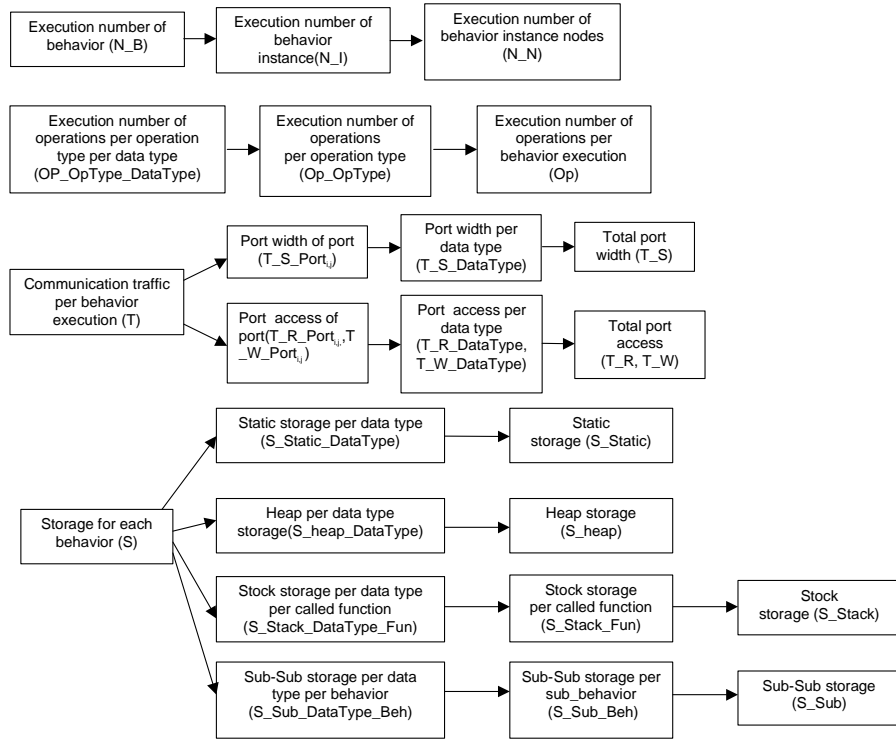 Execution number of
behavior (N_B)
Execution number of
behavior
instance(N_I)
Execution number of
behavior instance nodes
(N_N)
Execution number of
operations per operation
type per data type
(OP_OpType_DataType)
Execution number of
operations
per operation type
(Op_OpType)
Execution number of
operations per
behavior execution
(Op)
Communication traffic
per behavior
execution (T)
Port width of port
(T_S_Port_{i,j})
Port width per
data type
(T_S_DataType)
Total port
width (T_S)
Port access of
port(T_R_Port_{i,j,},T
_W_Port_{i,j})
Port access per
data type
(T_R_DataType,
T_W_DataType)
Total port
access
(T_R, T_W)
Storage for each
behavior (S)
Static storage per data type
(S_Static_DataType)
Static
storage (S_Static)
Heap per data type
storage(S_heap_DataType)
Heap storage
(S_heap)
Stock storage per data type
per called function
(S_Stack_DataType_Fun)
Stock storage
per called function
(S_Stack_Fun)
Stock
storage (S_Stack)
Sub-Sub storage per data
type per behavior
(S_Sub_DataType_Beh)
Sub-Sub storage per
sub_behavior
(S_Sub_Beh)
Sub-Sub storage
(S_Sub)